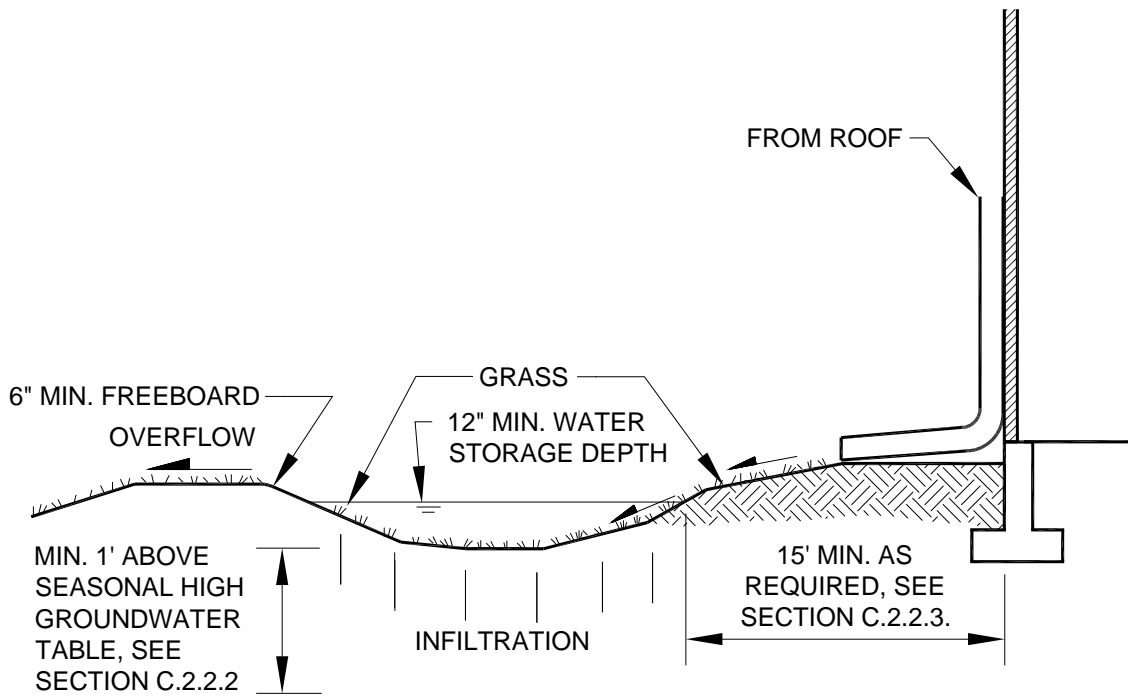 FROM ROOF
6" MIN. FREEBOARD
GRASS
OVERFLOW
12" MIN. WATER
STORAGE DEPTH
MIN. 1' ABOVE
SEASONAL HIGH
GROUNDWATER
TABLE, SEE
SECTION C.2.2.2
INFILTRATION
15' MIN. AS
REQUIRED, SEE
SECTION C.2.2.3.